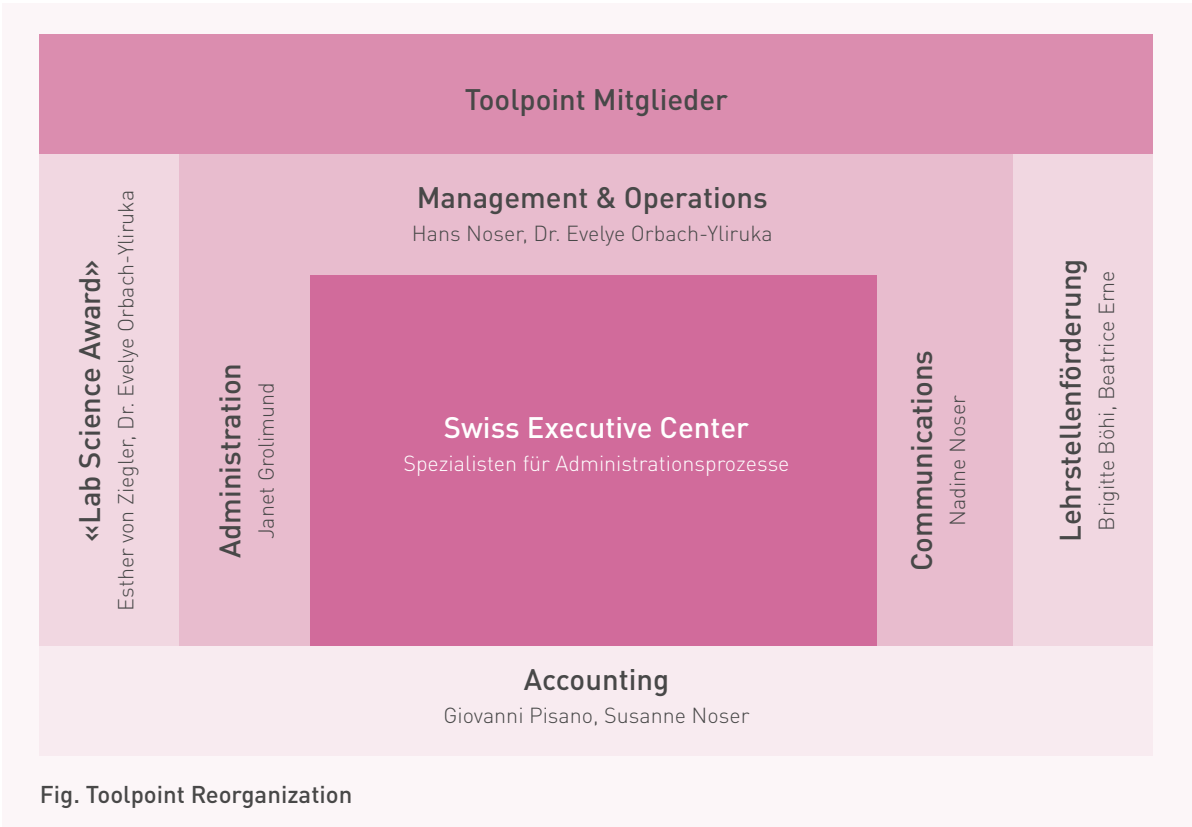 Toolpoint Mitglieder
Management & Operations
Hans Noser, Dr. Evelye Orbach-Yliruka
«Lab Science Award»
Esther von Ziegler, Dr. Evelye Orbach-Yliruka
Administration
Janet Grolimund
Swiss Executive Center
Spezialisten für Administrationsprozesse
Communications
Nadine Noser
Lehrstellenförderung
Brigitte Böhi, Beatrice Erne
Accounting
Giovanni Pisano, Susanne Noser
Fig. Toolpoint Reorganization